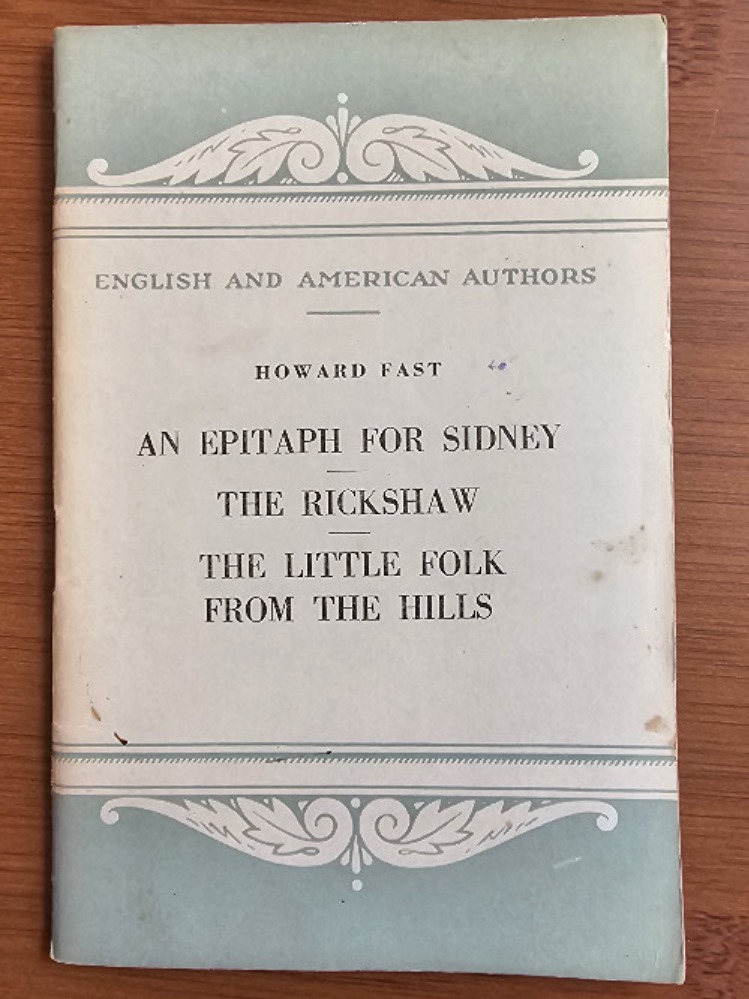 ENGLISH AND AMERICAN AUTHORS
HOWARD FAST
AN EPITAPH FOR SIDNEY
THE RICKSHAW
THE LITTLE FOLK
FROM THE HILLS